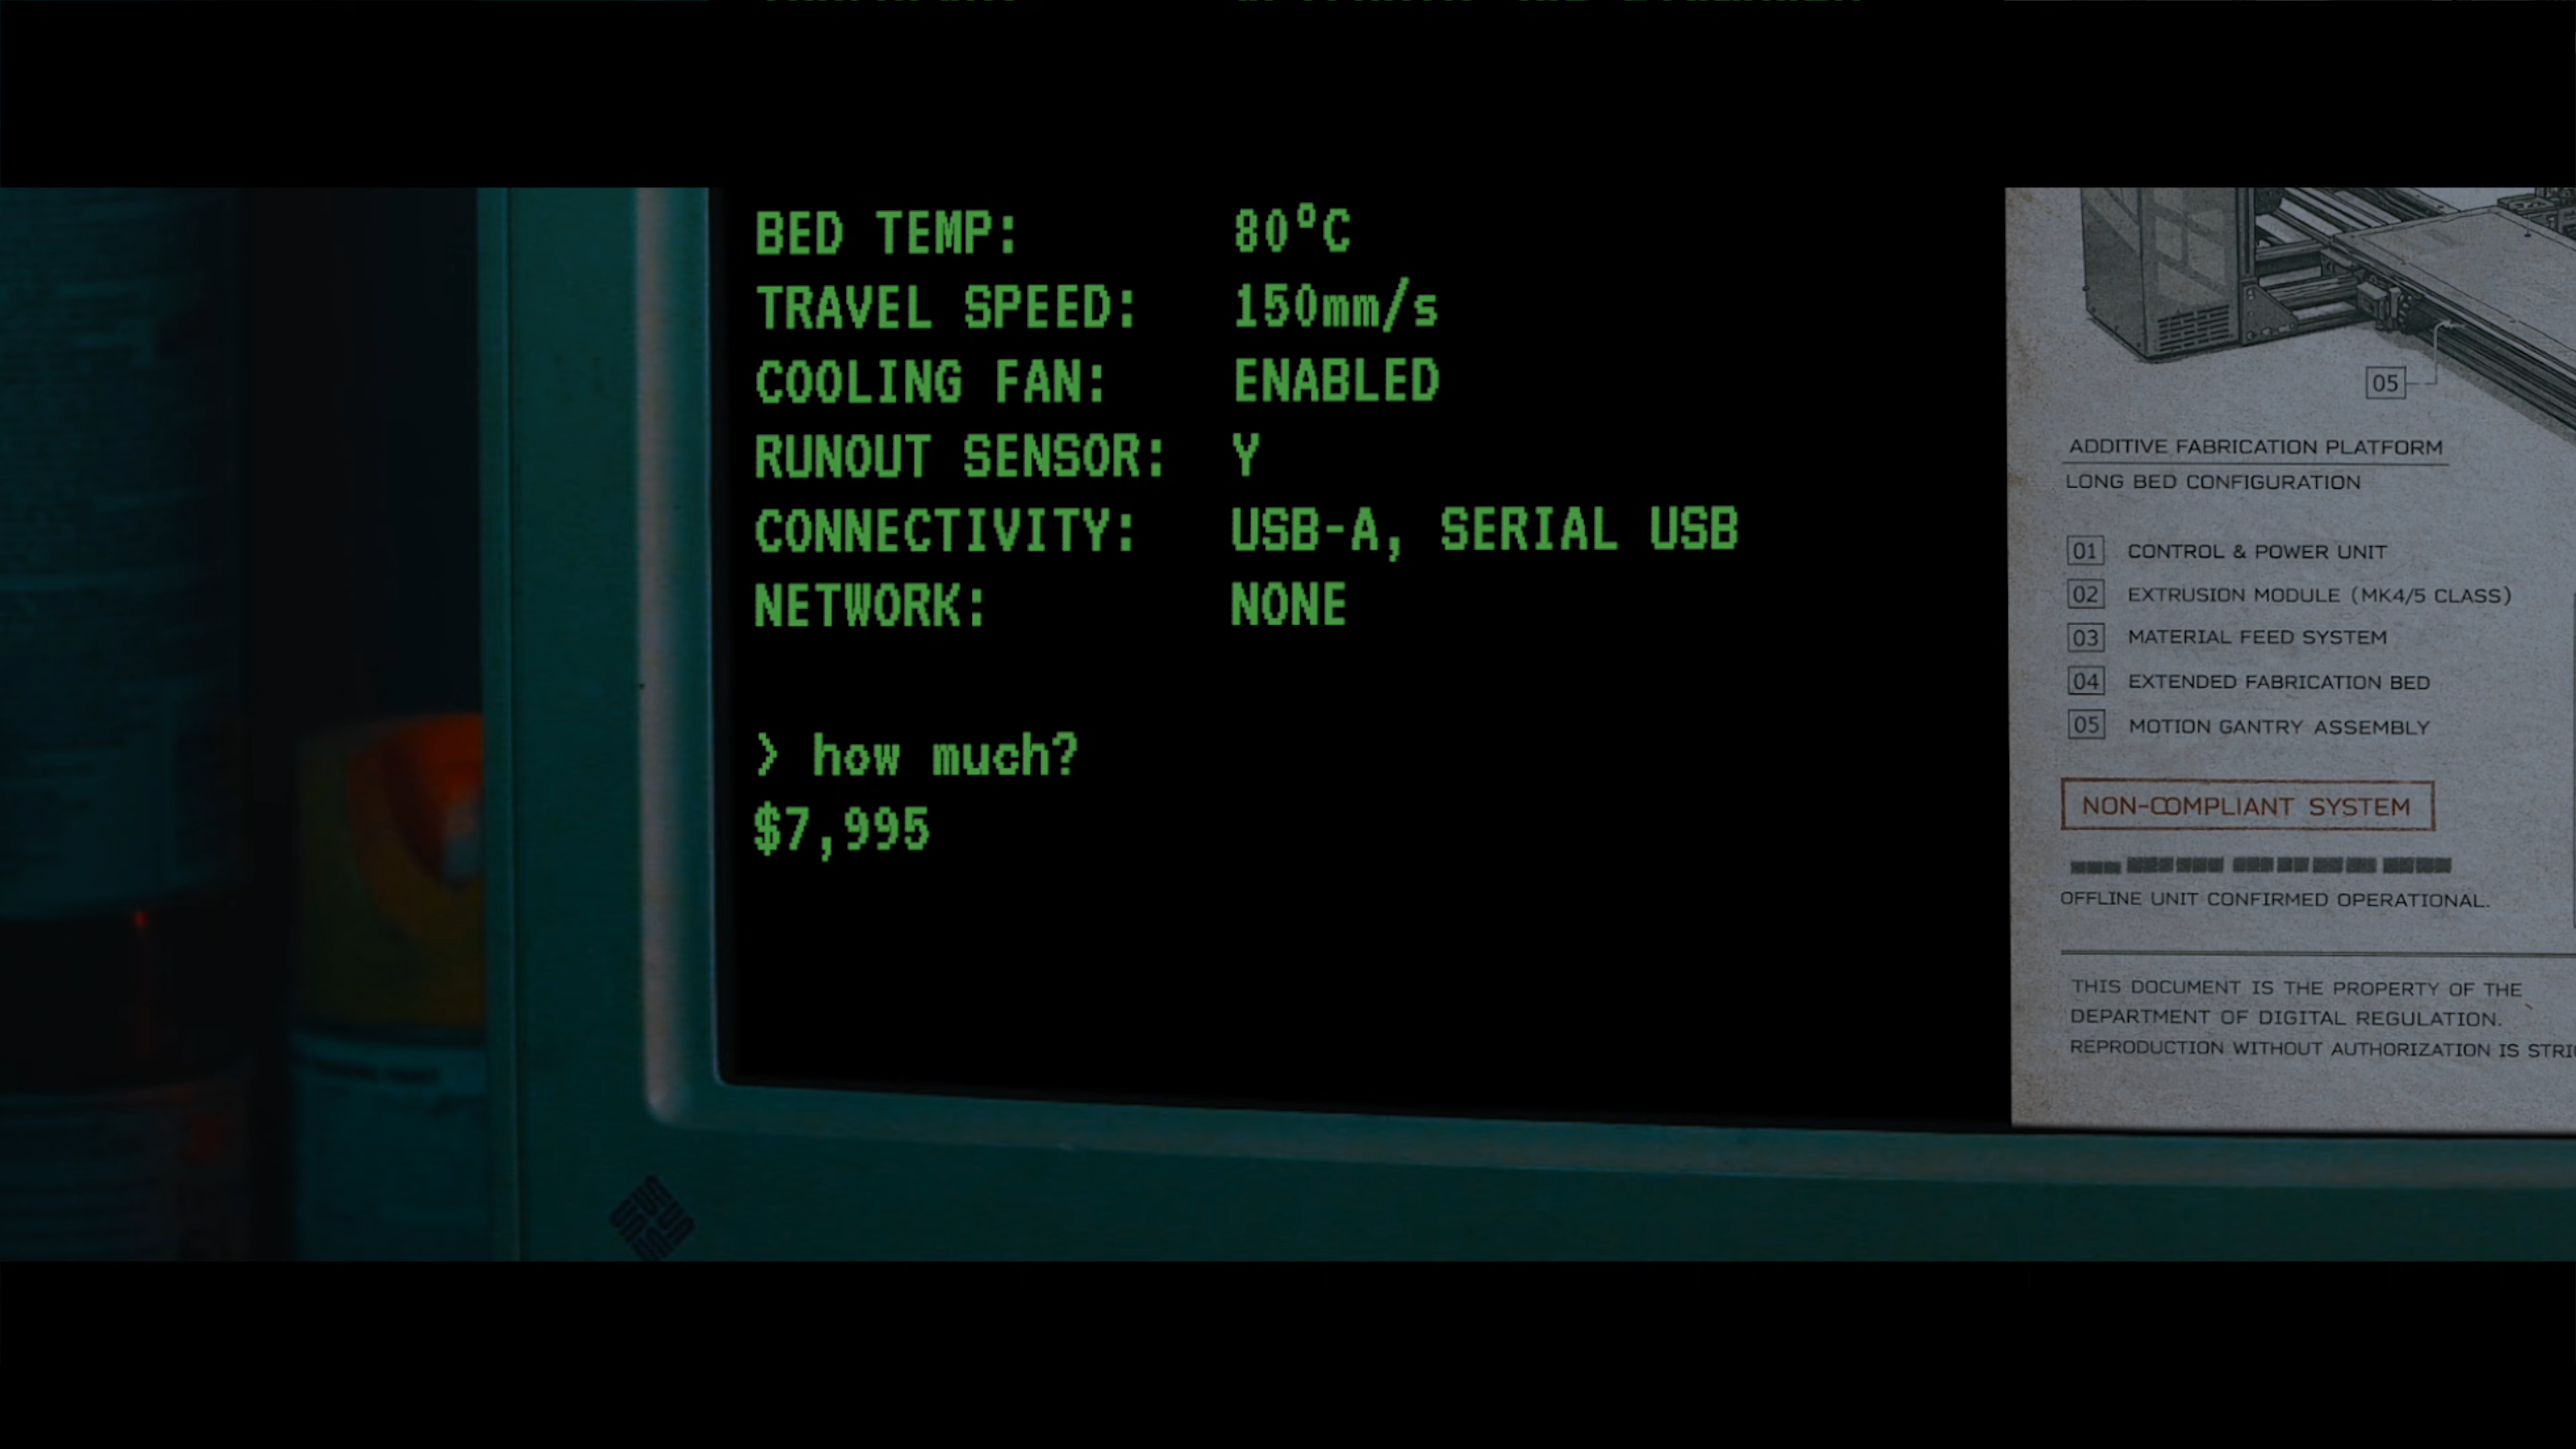 BED TEMP: 80°C
TRAVEL SPEED: 150mm/s
COOLING FAN: ENABLED
RUNOUT SENSOR: Y
CONNECTIVITY: USB-A, SERIAL USB
NETWORK: NONE
> how much?
$7,995
05
ADDITIVE FABRICATION PLATFORM
LONG BED CONFIGURATION
01 CONTROL & POWER UNIT
02 EXTRUSION MODULE (MK4/5 CLASS)
03 MATERIAL FEED SYSTEM
04 EXTENDED FABRICATION BED
05 MOTION GANTRY ASSEMBLY
NON-COMPLIANT SYSTEM
OFFLINE UNIT CONFIRMED OPERATIONAL.
THIS DOCUMENT IS THE PROPERTY OF THE
DEPARTMENT OF DIGITAL REGULATION.
REPRODUCTION WITHOUT AUTHORIZATION IS